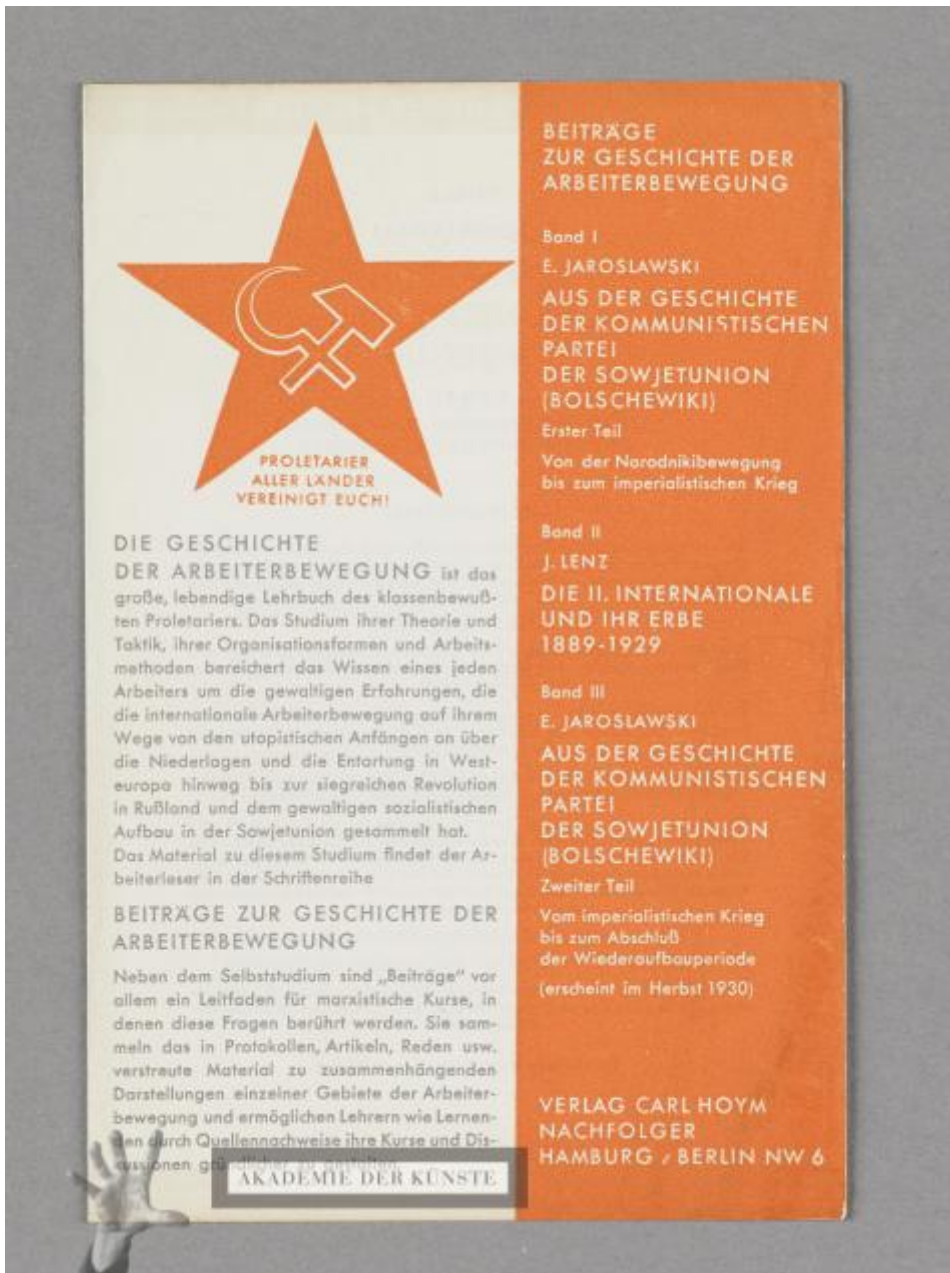 PROLETARIER
ALLER LÄNDER
VEREINIGT EUCH!
DIE GESCHICHTE
DER ARBEITERBEWEGUNG ist das
große, lebendige Lehrbuch des klassenbewuß-
ten Proletariers. Das Studium ihrer Theorie und
Taktik, ihrer Organisationsformen und Arbeits-
methoden bereichert das Wissen eines jeden
Arbeiters um die gewaltigen Erfahrungen, die
die internationale Arbeiterbewegung auf ihrem
Wege von den utopistischen Anfängen an über
die Niederlagen und die Entartung in West-
europa hinweg bis zur siegreichen Revolution
in Rußland und dem gewaltigen sozialistischen
Aufbau in der Sowjetunion gesammelt hat.
Das Material zu diesem Studium findet der Ar-
beiterleser in der Schriftenreihe
BEITRÄGE ZUR GESCHICHTE DER
ARBEITERBEWEGUNG
Neben dem Selbststudium sind „Beiträge" vor
allem ein Leitfaden für marxistische Kurse, in
denen diese Fragen berührt werden. Sie sam-
meln das in Protokollen, Artikeln, Reden usw.
verstreute Material zu zusammenhängenden
Darstellungen einzelner Gebiete der Arbeiter-
bewegung und ermöglichen Lehrern wie Lernen-
den durch Quellennachweise ihre Kurse und Dis-
kussionen gründlicher zu gestalten.
AKADEMIE DER KÜNSTE
BEITRÄGE
ZUR GESCHICHTE DER
ARBEITERBEWEGUNG
Band I
E. JAROSLAWSKI
AUS DER GESCHICHTE
DER KOMMUNISTISCHEN
PARTEI
DER SOWJETUNION
(BOLSCHEWIKI)
Erster Teil
Von der Narodnikibewegung
bis zum imperialistischen Krieg
Band II
J. LENZ
DIE II. INTERNATIONALE
UND IHR ERBE
1889-1929
Band III
E. JAROSLAWSKI
AUS DER GESCHICHTE
DER KOMMUNISTISCHEN
PARTEI
DER SOWJETUNION
(BOLSCHEWIKI)
Zweiter Teil
Vom imperialistischen Krieg
bis zum Abschluß
der Wiederaufbauperiode
(erscheint im Herbst 1930)
VERLAG CARL HOYM
NACHFOLGER
HAMBURG / BERLIN NW 6